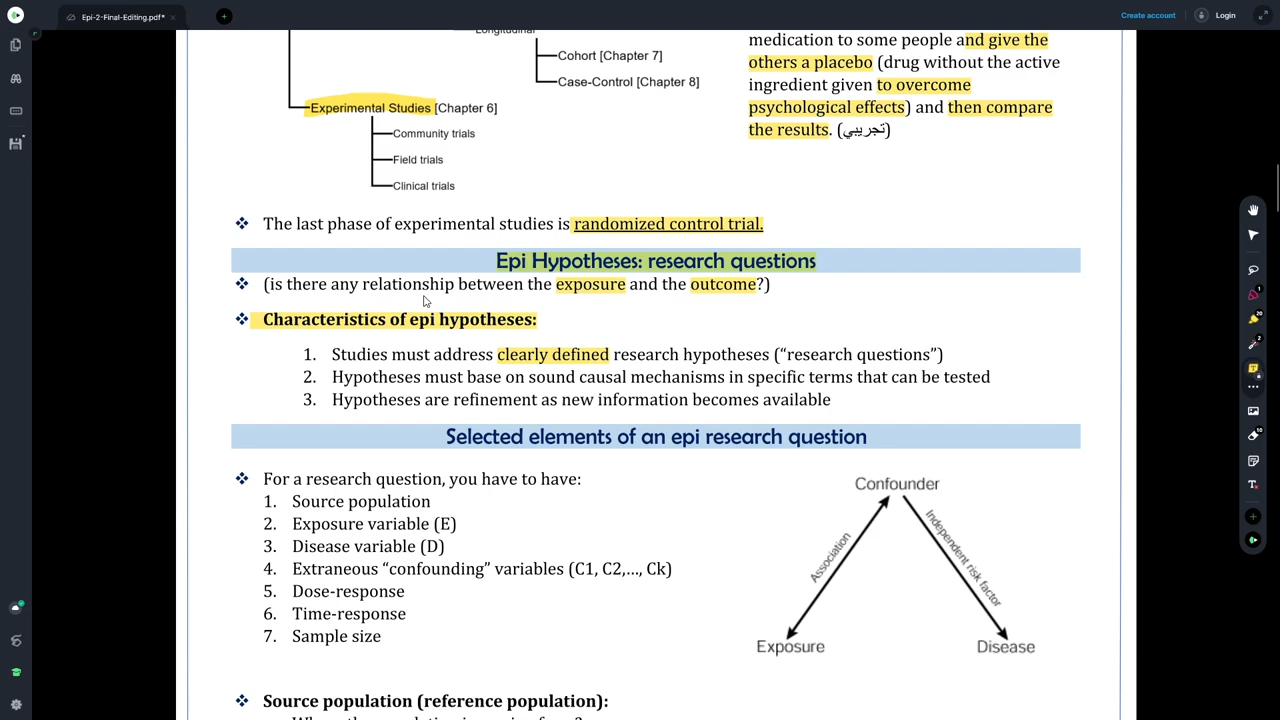 Epi-2-Final-Editing.pdf*
Create account
Login
Longitudinal
Cohort [Chapter 7]
Case-Control [Chapter 8]
Experimental Studies [Chapter 6]
Community trials
Field trials
Clinical trials
medication to some people and give the
others a placebo (drug without the active
ingredient given to overcome
psychological effects) and then compare
the results. (تجريبي)
❖ The last phase of experimental studies is randomized control trial.
Epi Hypotheses: research questions
❖ (is there any relationship between the exposure and the outcome?)
❖ Characteristics of epi hypotheses:
1. Studies must address clearly defined research hypotheses (“research questions”)
2. Hypotheses must base on sound causal mechanisms in specific terms that can be tested
3. Hypotheses are refinement as new information becomes available
Selected elements of an epi research question
❖ For a research question, you have to have:
1. Source population
2. Exposure variable (E)
3. Disease variable (D)
4. Extraneous “confounding” variables (C1, C2,…, Ck)
5. Dose-response
6. Time-response
7. Sample size
Confounder
Association
Independent risk factor
Exposure
Disease
❖ Source population (reference population):